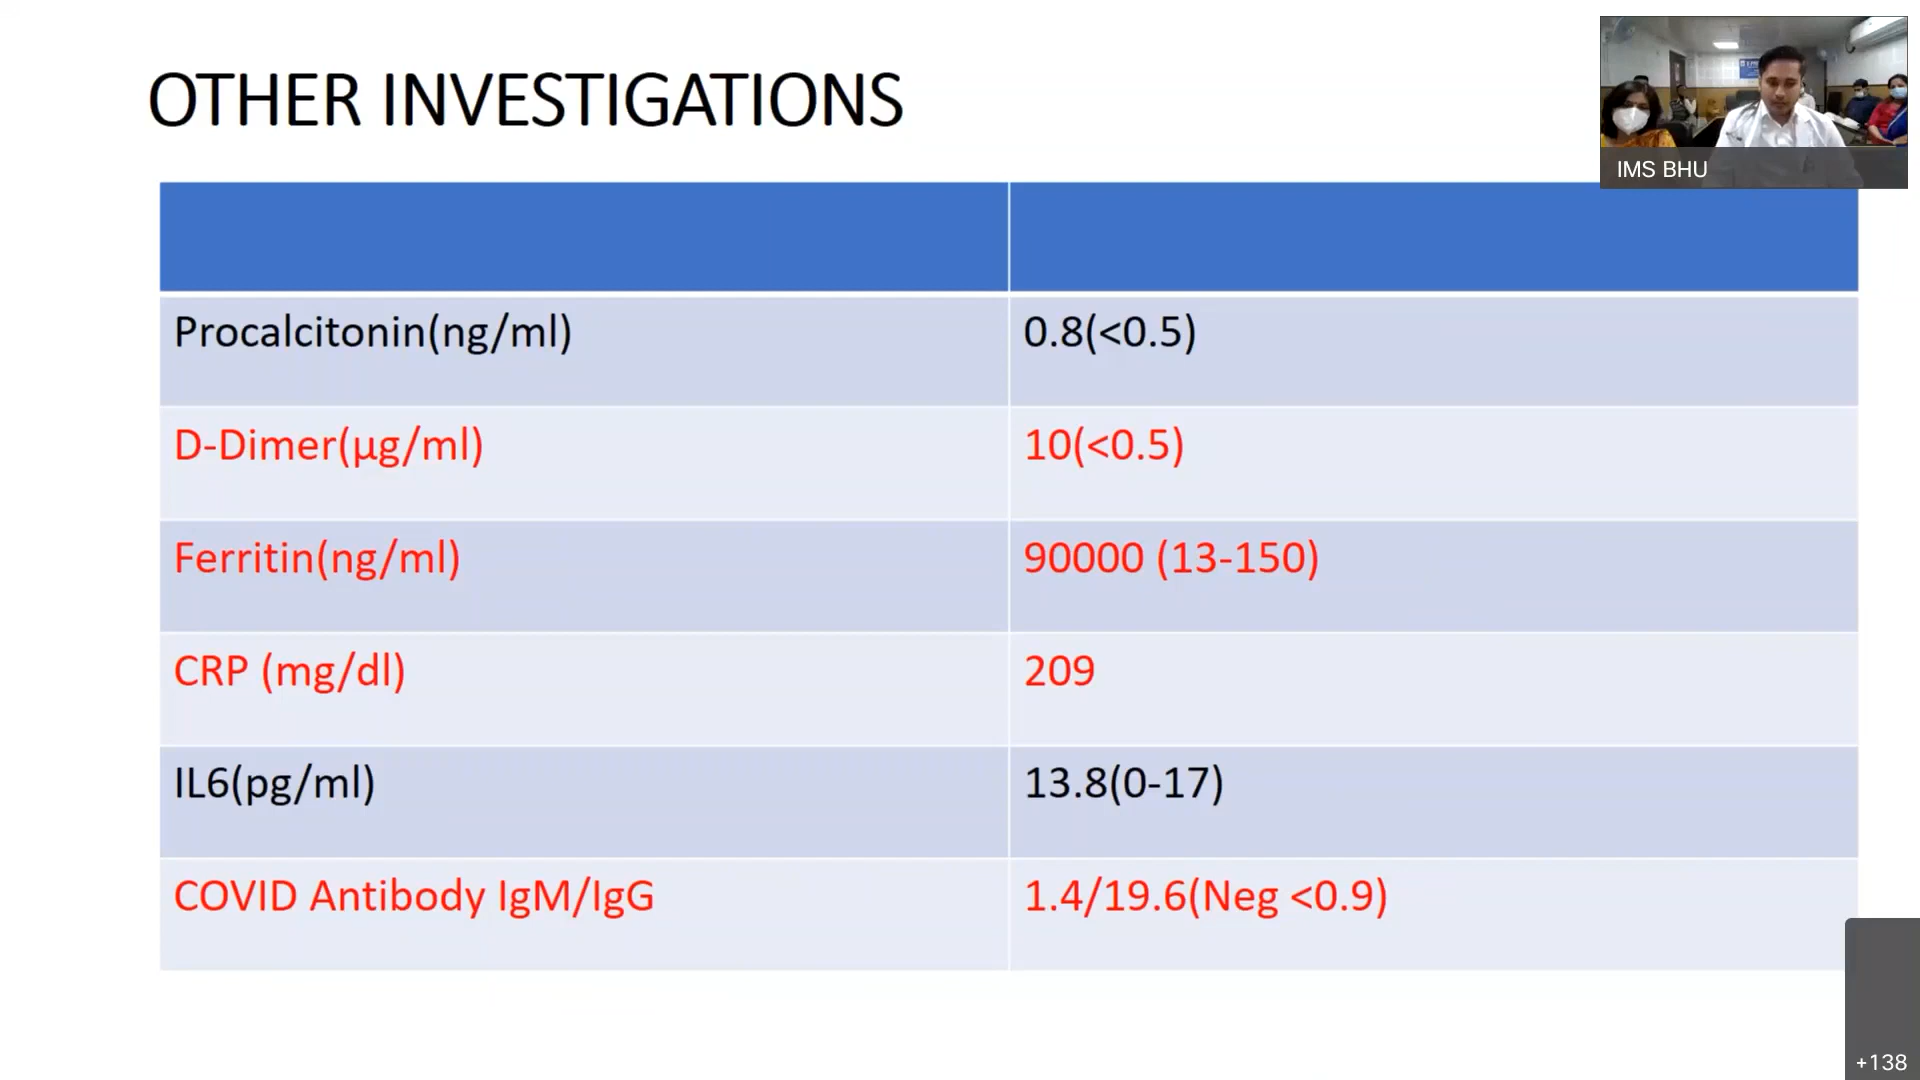 OTHER INVESTIGATIONS
IMS BHU
Procalcitonin(ng/ml) 0.8(<0.5)
D-Dimer(µg/ml) 10(<0.5)
Ferritin(ng/ml) 90000 (13-150)
CRP (mg/dl) 209
IL6(pg/ml) 13.8(0-17)
COVID Antibody IgM/IgG 1.4/19.6(Neg <0.9)
+138